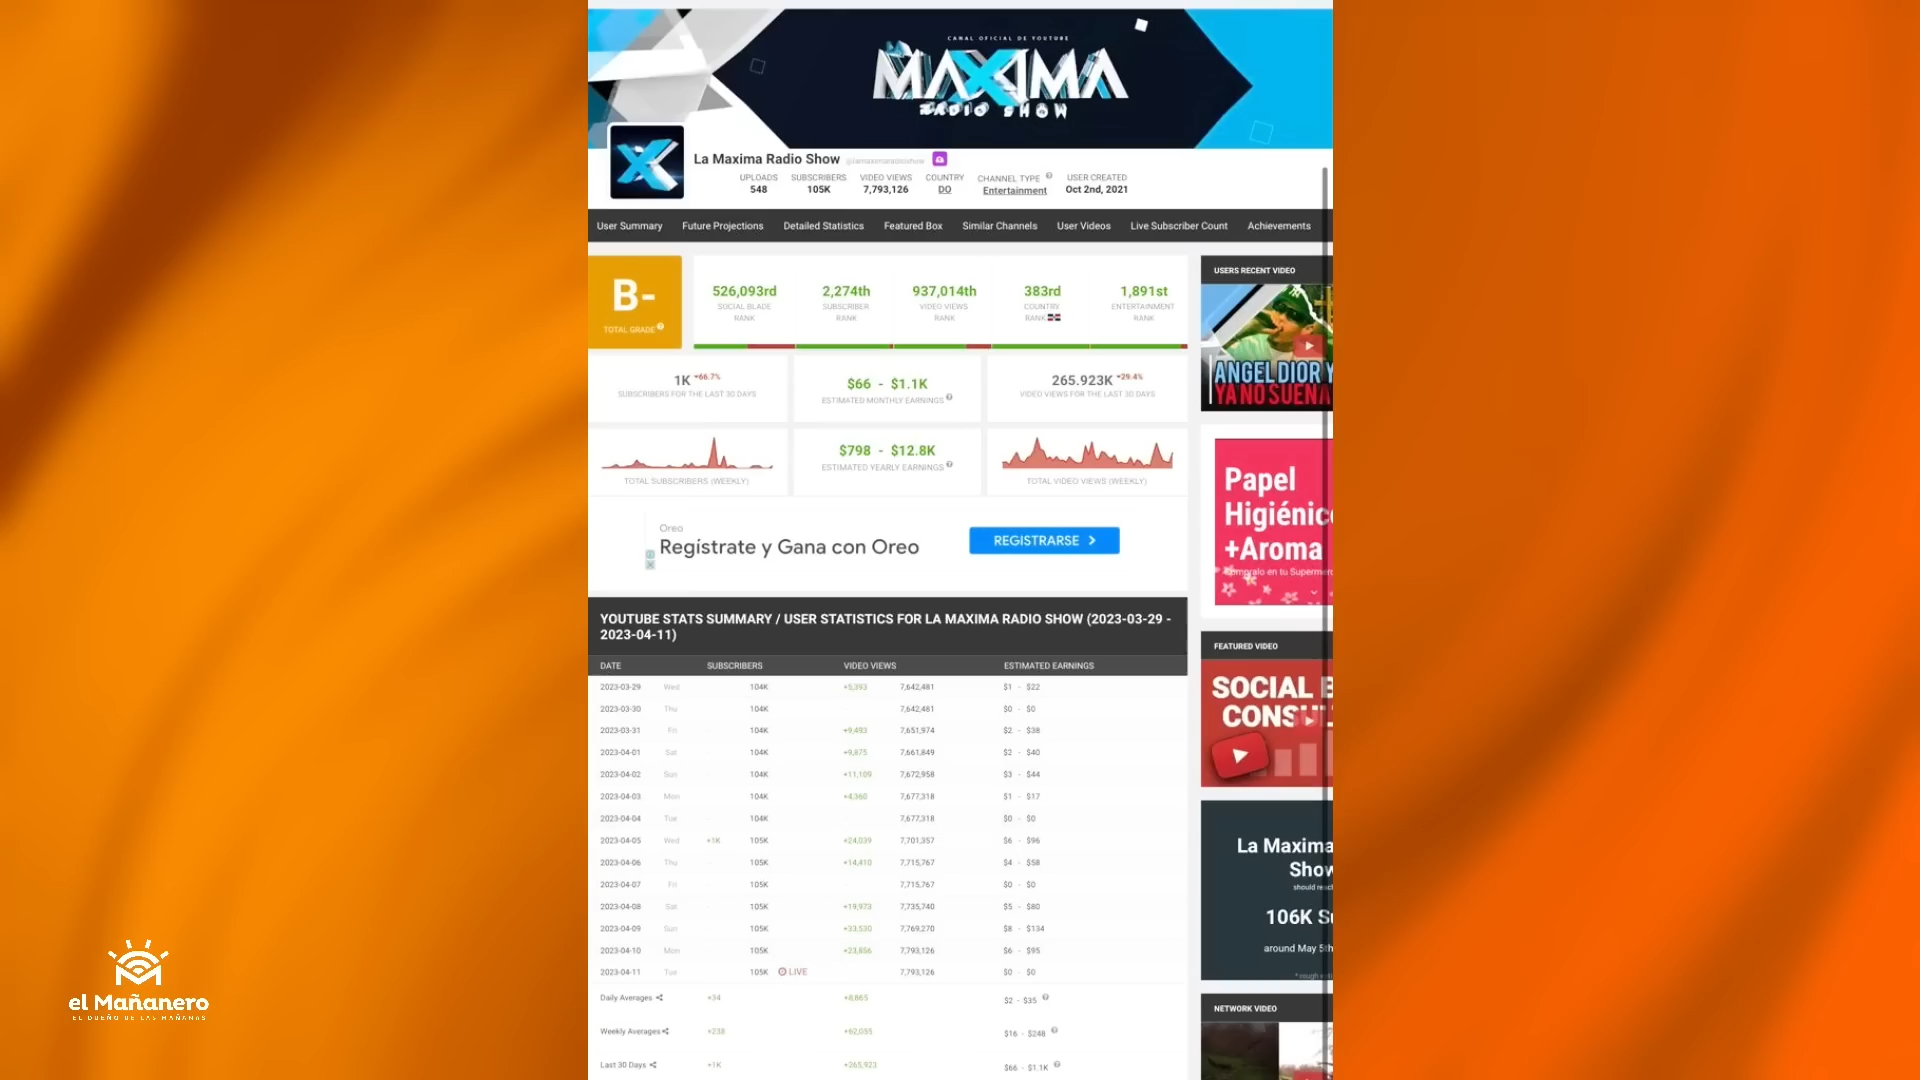 CANAL OFICIAL DE YOUTUBE
MAXIMA
RADIO SHOW
La Maxima Radio Show @lamaximaradioshow
UPLOADS SUBSCRIBERS VIDEO VIEWS COUNTRY CHANNEL TYPE USER CREATED
548 105K 7,793,126 DO Entertainment Oct 2nd, 2021
User Summary Future Projections Detailed Statistics Featured Box Similar Channels User Videos Live Subscriber Count Achievements
B-
TOTAL GRADE
526,093rd 2,274th 937,014th 383rd 1,891st
SOCIAL BLADE SUBSCRIBER VIDEO VIEWS COUNTRY ENTERTAINMENT
RANK RANK RANK RANK RANK
1K -66.7%
SUBSCRIBERS FOR THE LAST 30 DAYS
$66 - $1.1K
ESTIMATED MONTHLY EARNINGS
265.923K -29.4%
VIDEO VIEWS FOR THE LAST 30 DAYS
TOTAL SUBSCRIBERS (WEEKLY)
$798 - $12.8K
ESTIMATED YEARLY EARNINGS
TOTAL VIDEO VIEWS (WEEKLY)
Oreo
Regístrate y Gana con Oreo
REGISTRARSE >
YOUTUBE STATS SUMMARY / USER STATISTICS FOR LA MAXIMA RADIO SHOW (2023-03-29 -
2023-04-11)
DATE SUBSCRIBERS VIDEO VIEWS ESTIMATED EARNINGS
2023-03-29 Wed 104K +5,393 7,642,481 $1 - $22
2023-03-30 Thu 104K 7,642,481 $0 - $0
2023-03-31 Fri 104K +9,493 7,651,974 $2 - $38
2023-04-01 Sat 104K +9,875 7,661,849 $2 - $40
2023-04-02 Sun 104K +11,109 7,672,958 $3 - $44
2023-04-03 Mon 104K +4,360 7,677,318 $1 - $17
2023-04-04 Tue 104K 7,677,318 $0 - $0
2023-04-05 Wed +1K 105K +24,039 7,701,357 $6 - $96
2023-04-06 Thu 105K +14,410 7,715,767 $4 - $58
2023-04-07 Fri 105K 7,715,767 $0 - $0
2023-04-08 Sat 105K +19,973 7,735,740 $5 - $80
2023-04-09 Sun 105K +33,530 7,769,270 $8 - $134
2023-04-10 Mon 105K +23,856 7,793,126 $6 - $95
2023-04-11 Tue 105K LIVE 7,793,126 $0 - $0
Daily Averages +34 +8,865 $2 - $35
Weekly Averages +238 +62,055 $16 - $248
Last 30 Days +1K +265,923 $66 - $1.1K
USERS RECENT VIDEO
ANGEL DIOR Y
YA NO SUENA
Papel
Higiénic
+Aroma
FEATURED VIDEO
SOCIAL B
CONSUL
La Maxima
Show
should reac
106K Su
around May 5th
NETWORK VIDEO
el Mañanero
EL DUEÑO DE LAS MAÑANAS